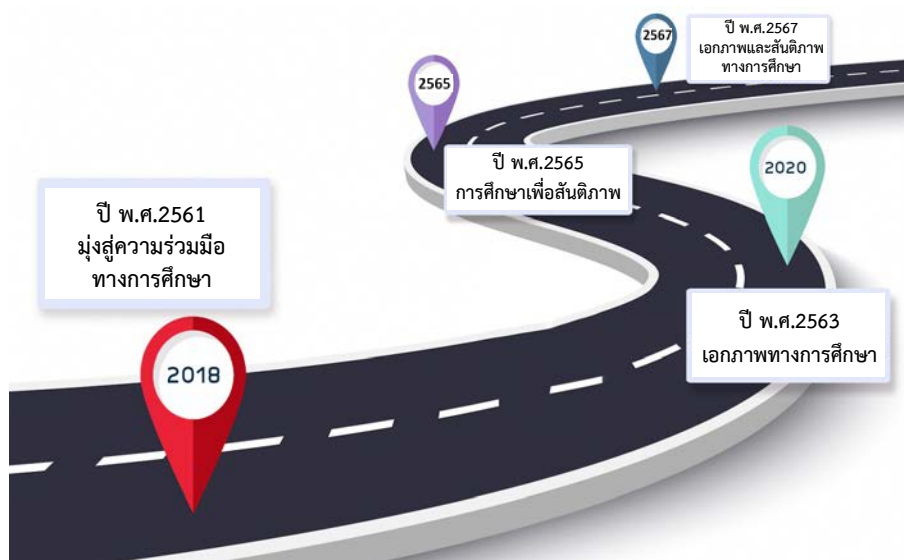 ปี พ.ศ.2561
มุ่งสู่ความร่วมมือ
ทางการศึกษา
2018
2020
ปี พ.ศ.2563
เอกภาพทางการศึกษา
2565
ปี พ.ศ.2565
การศึกษาเพื่อสันติภาพ
2567
ปี พ.ศ.2567
เอกภาพและสันติภาพ
ทางการศึกษา